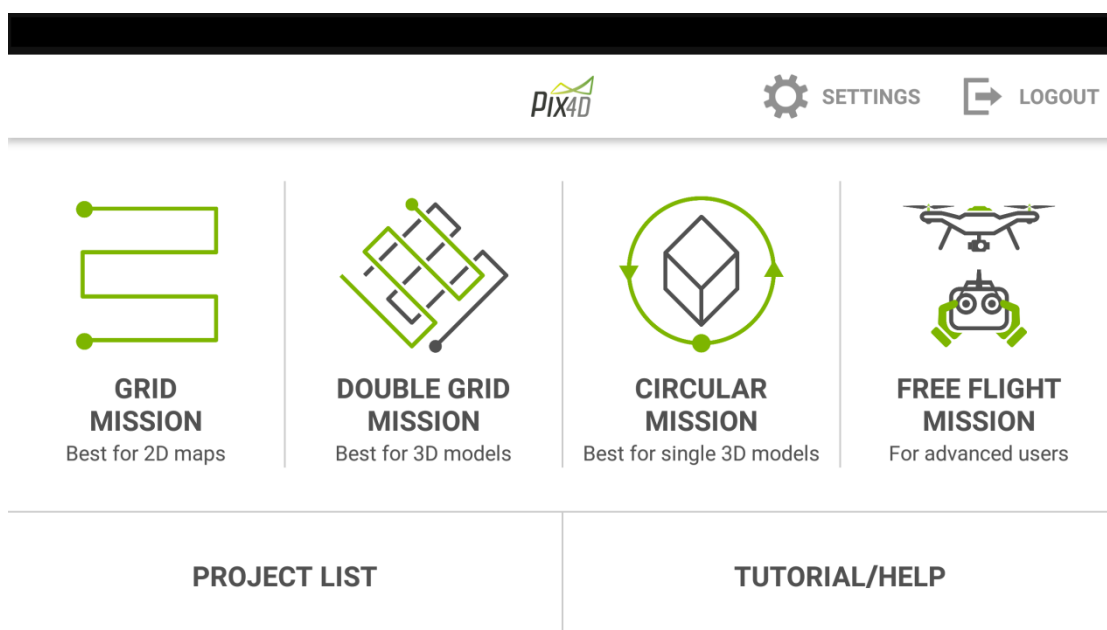 PIX4D
SETTINGS
LOGOUT
GRID
MISSION
Best for 2D maps
DOUBLE GRID
MISSION
Best for 3D models
CIRCULAR
MISSION
Best for single 3D models
FREE FLIGHT
MISSION
For advanced users
PROJECT LIST
TUTORIAL/HELP